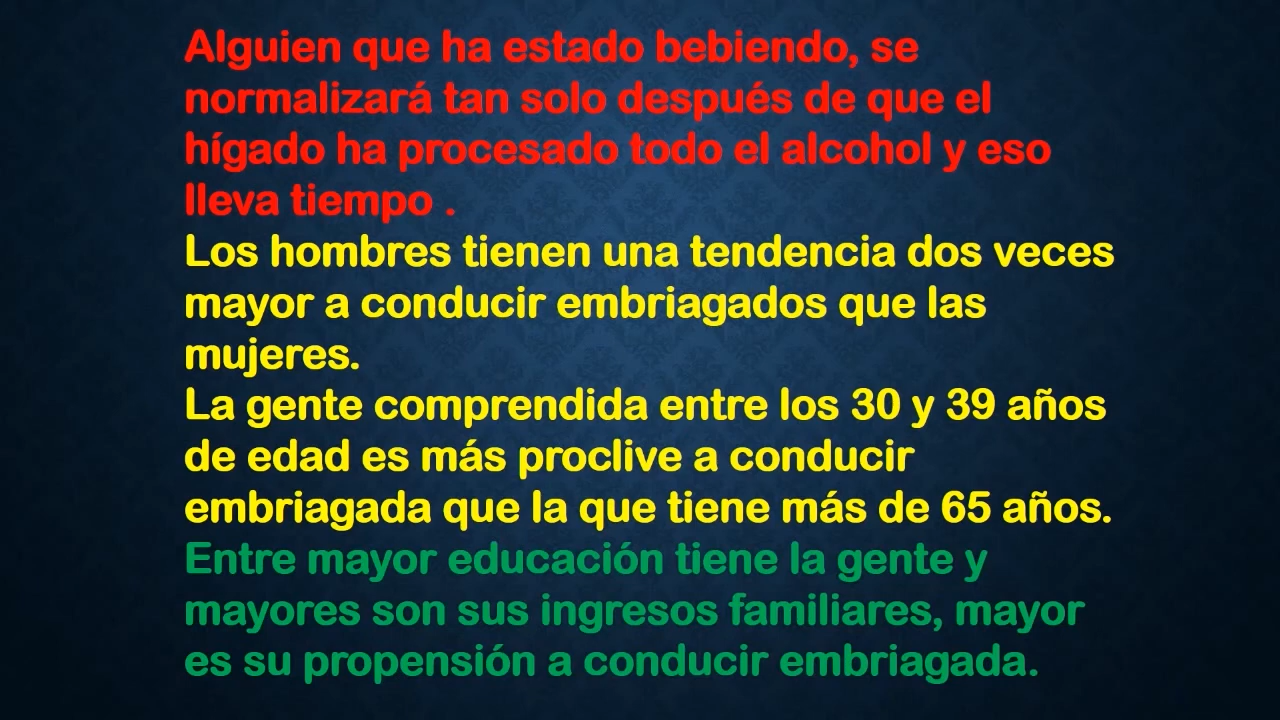 Alguien que ha estado bebiendo, se
normalizará tan solo después de que el
hígado ha procesado todo el alcohol y eso
lleva tiempo .
Los hombres tienen una tendencia dos veces
mayor a conducir embriagados que las
mujeres.
La gente comprendida entre los 30 y 39 años
de edad es más proclive a conducir
embriagada que la que tiene más de 65 años.
Entre mayor educación tiene la gente y
mayores son sus ingresos familiares, mayor
es su propensión a conducir embriagada.